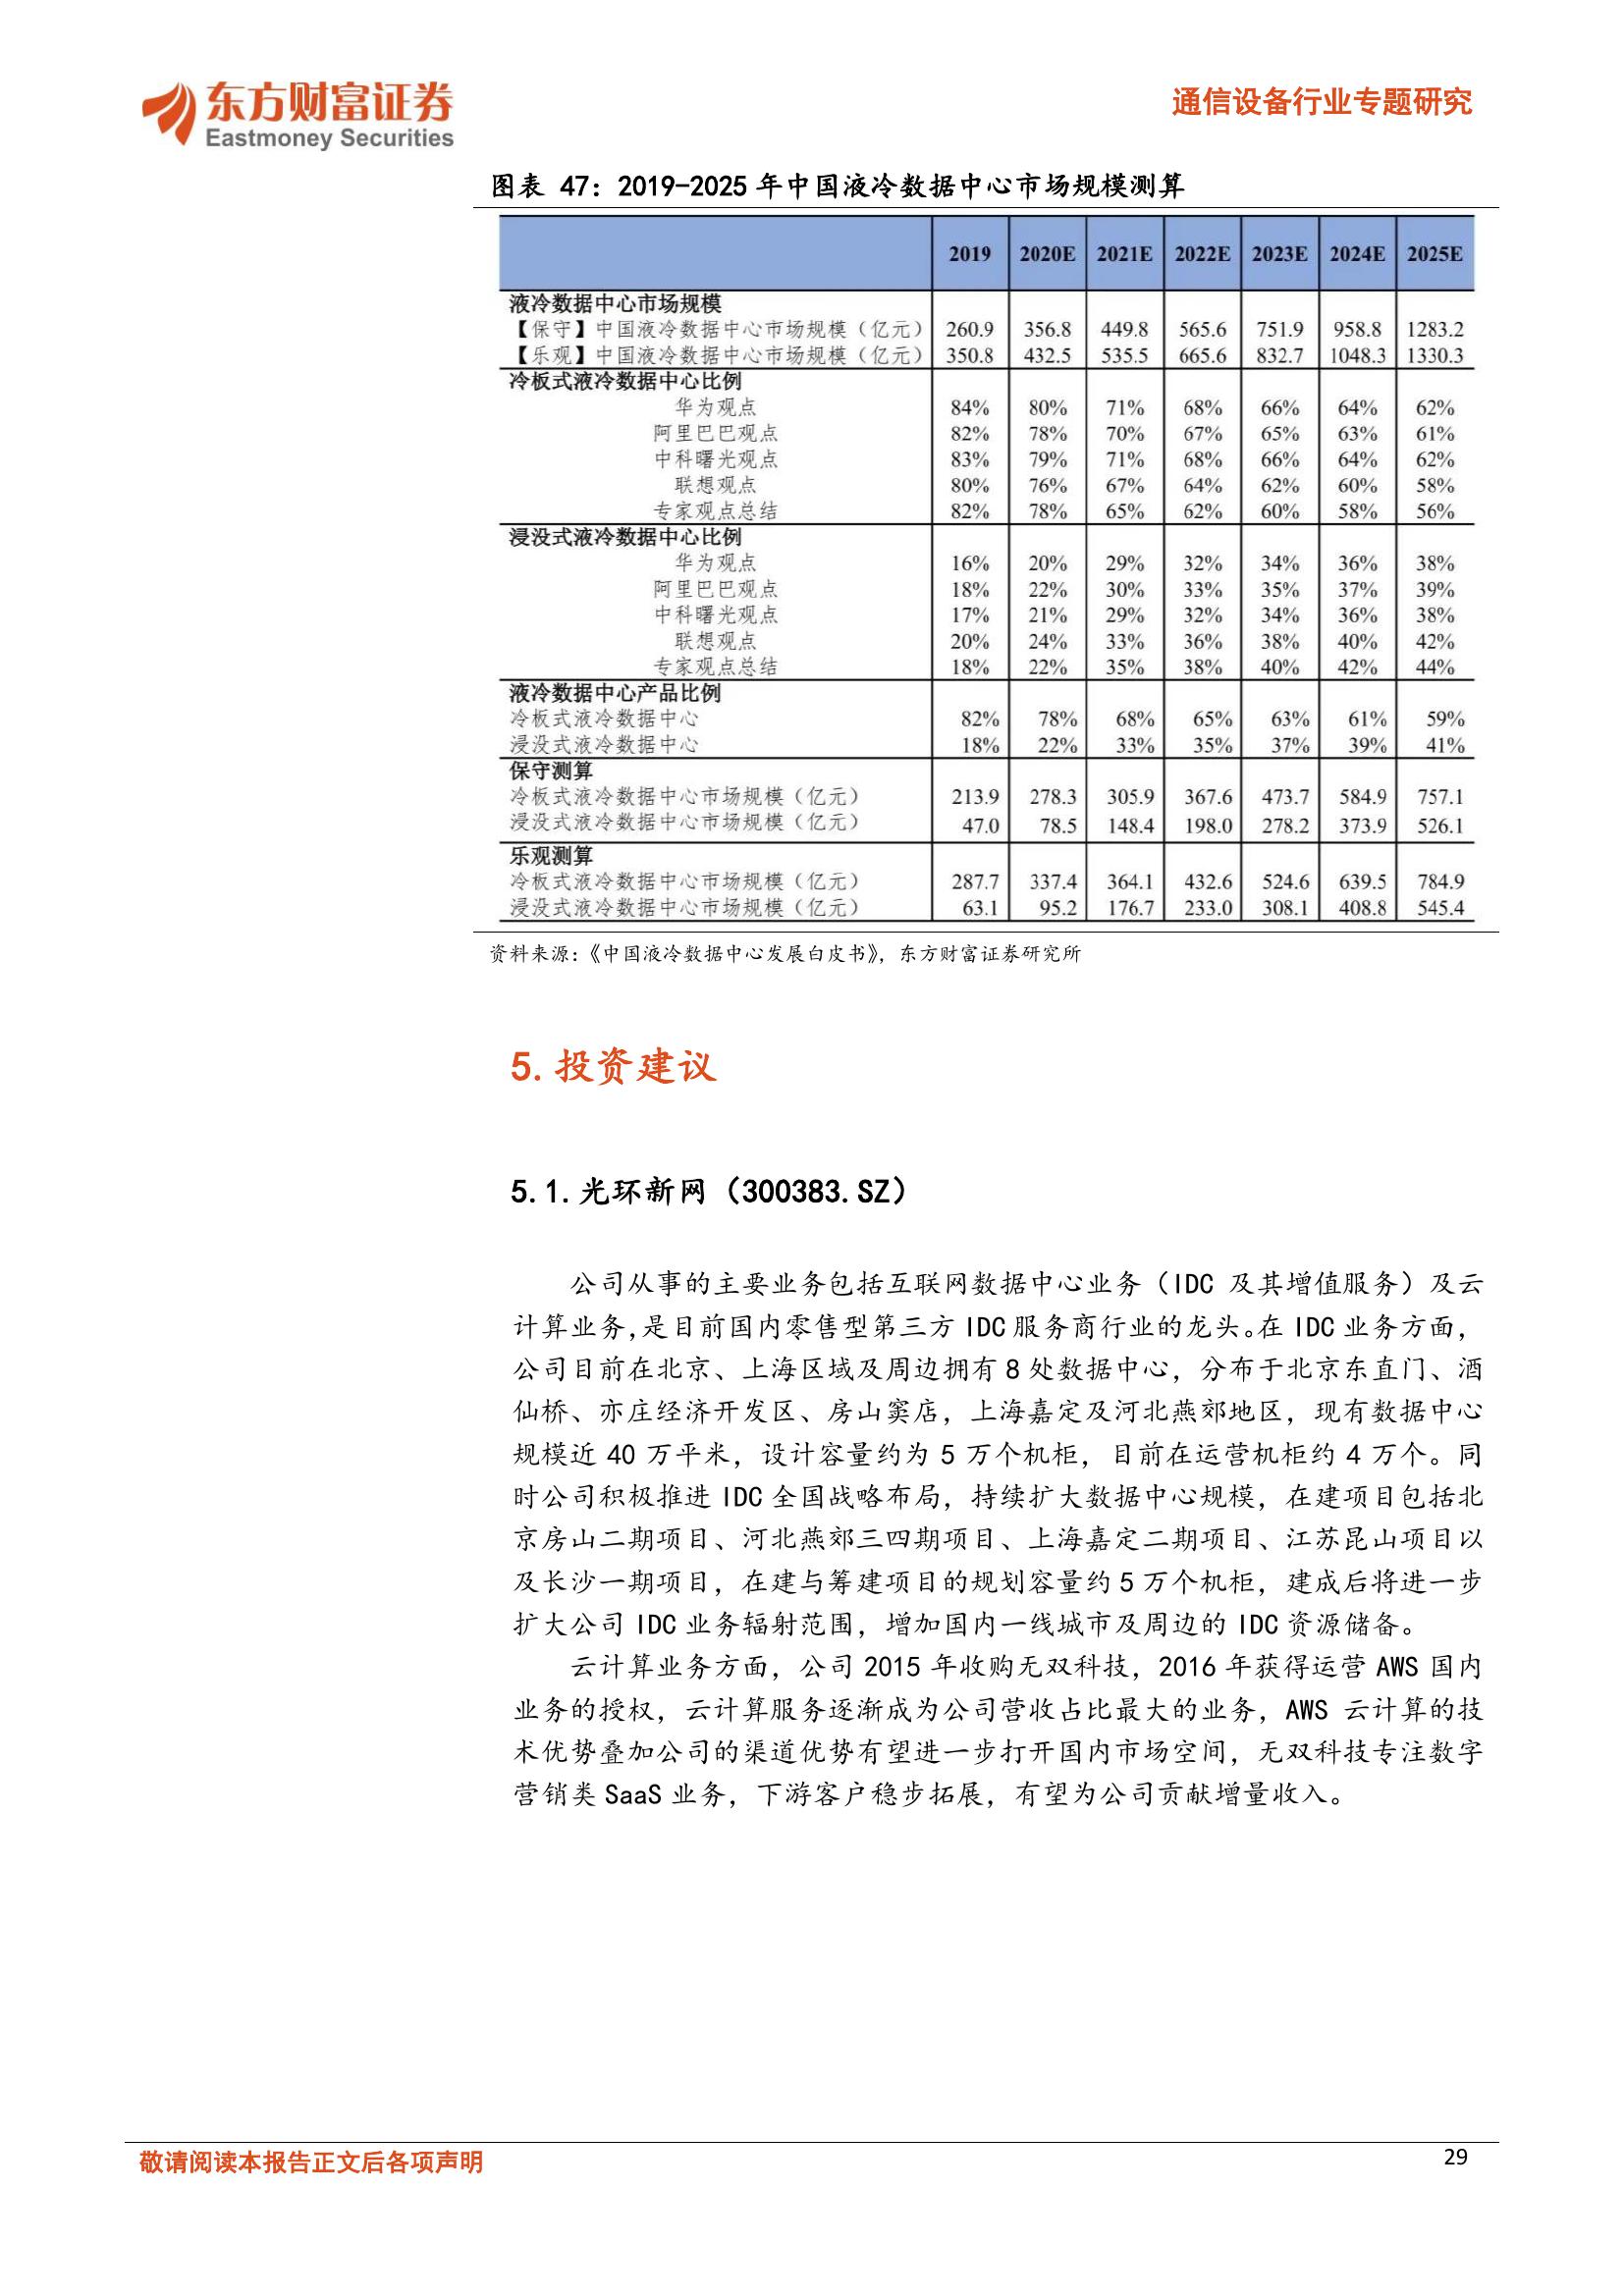 东方财富证券
Eastmoney Securities
通信设备行业专题研究
图表 47：2019-2025 年中国液冷数据中心市场规模测算
2019 2020E 2021E 2022E 2023E 2024E 2025E
液冷数据中心市场规模
【保守】中国液冷数据中心市场规模（亿元） 260.9 356.8 449.8 565.6 751.9 958.8 1283.2
【乐观】中国液冷数据中心市场规模（亿元） 350.8 432.5 535.5 665.6 832.7 1048.3 1330.3
冷板式液冷数据中心比例
华为观点 84% 80% 71% 68% 66% 64% 62%
阿里巴巴观点 82% 78% 70% 67% 65% 63% 61%
中科曙光观点 83% 79% 71% 68% 66% 64% 62%
联想观点 80% 76% 67% 64% 62% 60% 58%
专家观点总结 82% 78% 65% 62% 60% 58% 56%
浸没式液冷数据中心比例
华为观点 16% 20% 29% 32% 34% 36% 38%
阿里巴巴观点 18% 22% 30% 33% 35% 37% 39%
中科曙光观点 17% 21% 29% 32% 34% 36% 38%
联想观点 20% 24% 33% 36% 38% 40% 42%
专家观点总结 18% 22% 35% 38% 40% 42% 44%
液冷数据中心产品比例
冷板式液冷数据中心 82% 78% 68% 65% 63% 61% 59%
浸没式液冷数据中心 18% 22% 33% 35% 37% 39% 41%
保守测算
冷板式液冷数据中心市场规模（亿元） 213.9 278.3 305.9 367.6 473.7 584.9 757.1
浸没式液冷数据中心市场规模（亿元） 47.0 78.5 148.4 198.0 278.2 373.9 526.1
乐观测算
冷板式液冷数据中心市场规模（亿元） 287.7 337.4 364.1 432.6 524.6 639.5 784.9
浸没式液冷数据中心市场规模（亿元） 63.1 95.2 176.7 233.0 308.1 408.8 545.4
资料来源：《中国液冷数据中心发展白皮书》，东方财富证券研究所
5.投资建议
5.1.光环新网（300383.SZ）
公司从事的主要业务包括互联网数据中心业务（IDC 及其增值服务）及云
计算业务，是目前国内零售型第三方 IDC 服务商行业的龙头。在 IDC 业务方面，
公司目前在北京、上海区域及周边拥有 8 处数据中心，分布于北京东直门、酒
仙桥、亦庄经济开发区、房山窦店，上海嘉定及河北燕郊地区，现有数据中心
规模近 40 万平米，设计容量约为 5 万个机柜，目前在运营机柜约 4 万个。同
时公司积极推进 IDC 全国战略布局，持续扩大数据中心规模，在建项目包括北
京房山二期项目、河北燕郊三四期项目、上海嘉定二期项目、江苏昆山项目以
及长沙一期项目，在建与筹建项目的规划容量约 5 万个机柜，建成后将进一步
扩大公司 IDC 业务辐射范围，增加国内一线城市及周边的 IDC 资源储备。
云计算业务方面，公司 2015 年收购无双科技，2016 年获得运营 AWS 国内
业务的授权，云计算服务逐渐成为公司营收占比最大的业务，AWS 云计算的技
术优势叠加公司的渠道优势有望进一步打开国内市场空间，无双科技专注数字
营销类 SaaS 业务，下游客户稳步拓展，有望为公司贡献增量收入。
敬请阅读本报告正文后各项声明
29